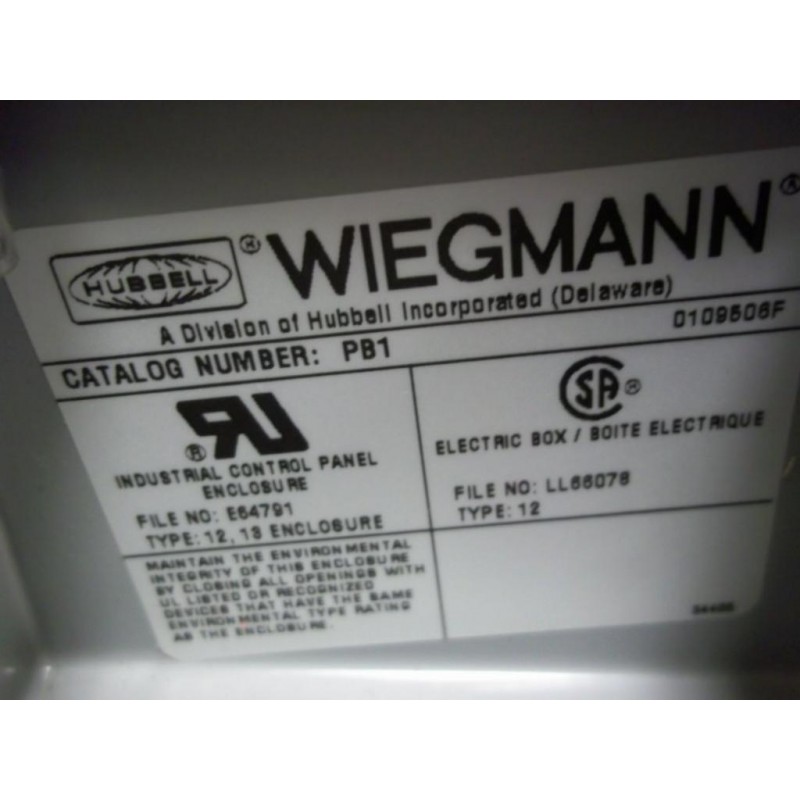 HUBBELL ® WIEGMANN ®
A Division of Hubbell Incorporated (Delaware)
0109506F
CATALOG NUMBER: PB1
RU ®
INDUSTRIAL CONTROL PANEL
ENCLOSURE
FILE NO: E64791
TYPE: 12, 13 ENCLOSURE
MAINTAIN THE ENVIRONMENTAL
INTEGRITY OF THIS ENCLOSURE
BY CLOSING ALL OPENINGS WITH
UL LISTED OR RECOGNIZED
DEVICES THAT HAVE THE SAME
ENVIRONMENTAL TYPE RATING
AS THE ENCLOSURE.
CSA ®
ELECTRIC BOX / BOITE ELECTRIQUE
FILE NO: LL66078
TYPE: 12